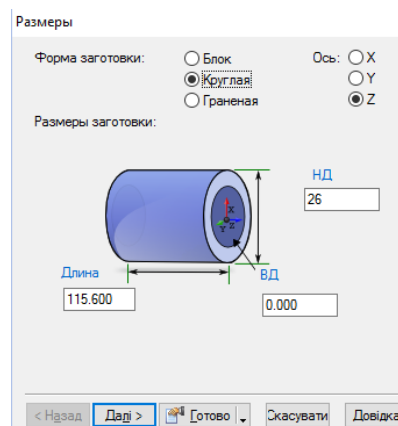 Размеры
Форма заготовки:
Блок
Ось:
X
Круглая
Y
Граненая
Z
Размеры заготовки:
НД
26
X
Y Z
Длина
ВД
115.600
0.000
< Назад
Далі >
Готово
Скасувати
Довідка